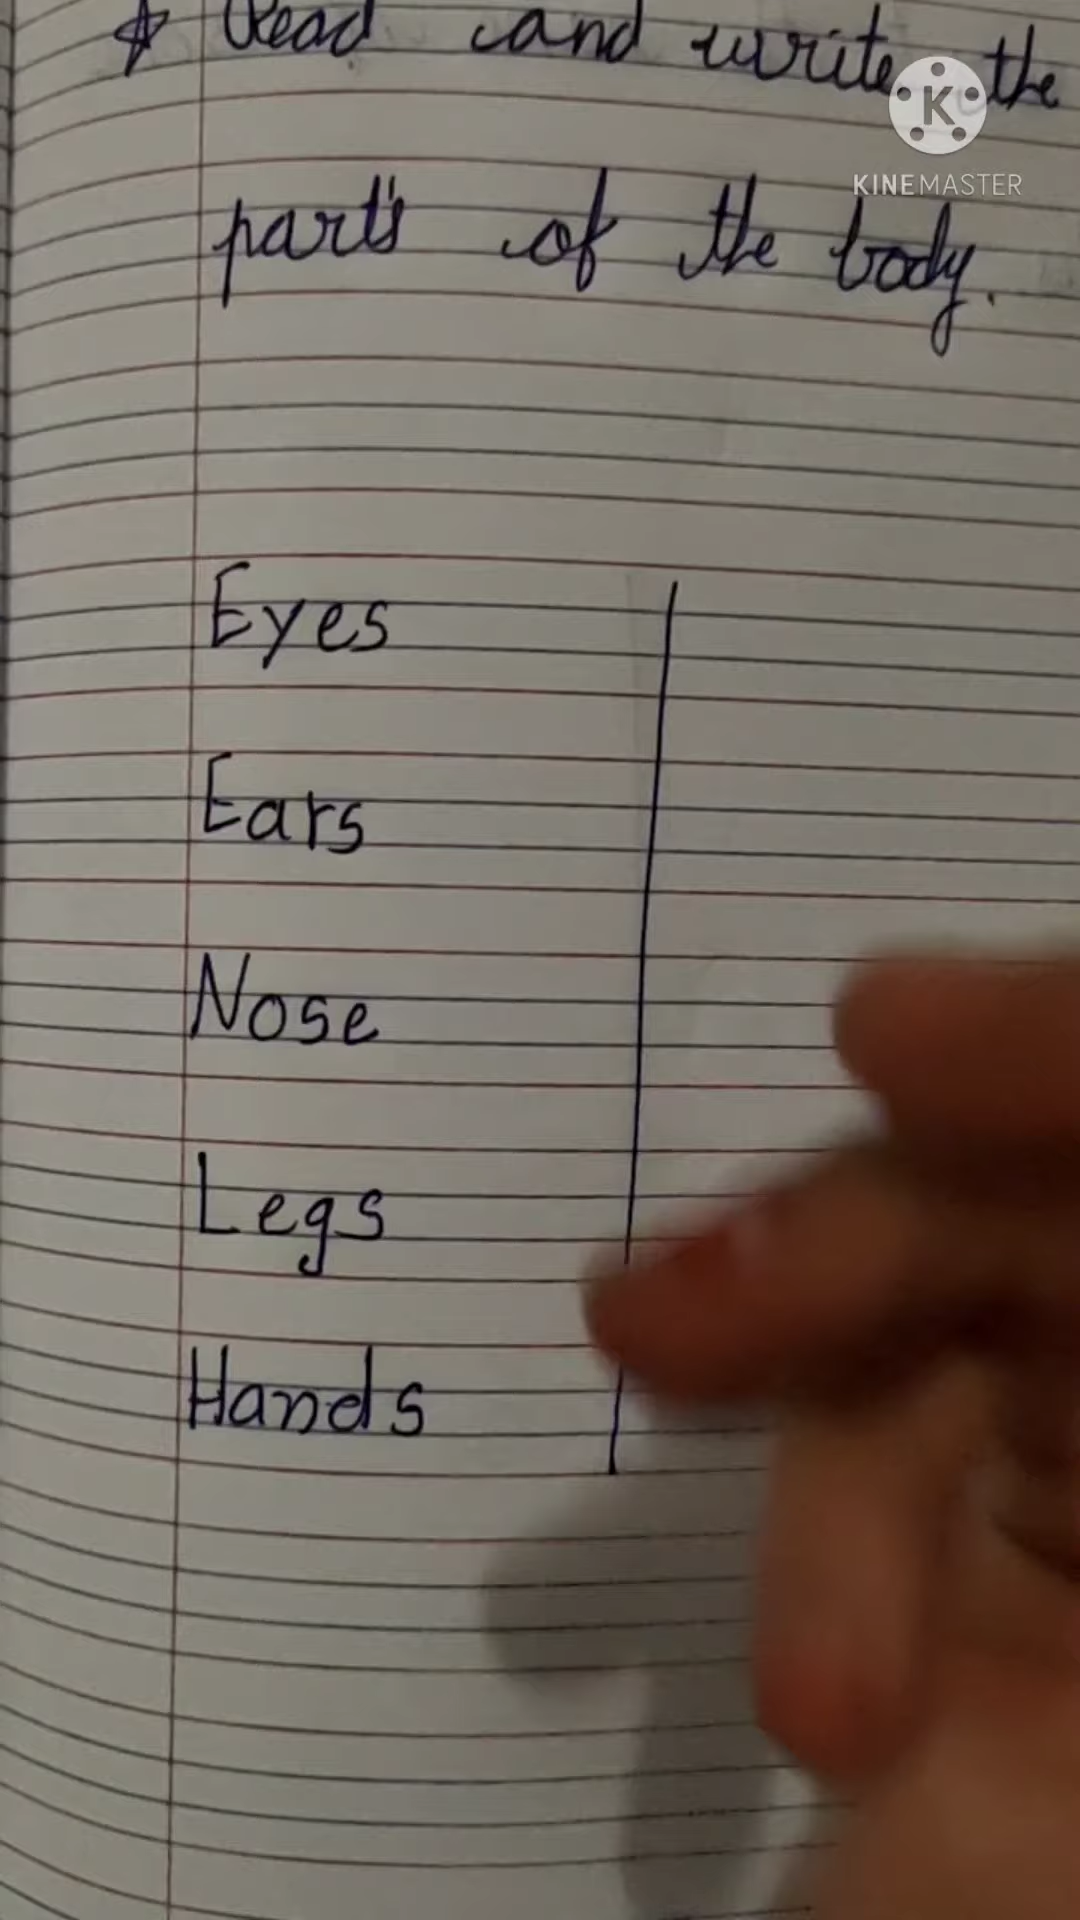 ☆ Read and write the
KINEMASTER
parts of the body.
Eyes
Ears
Nose
Legs
Hands